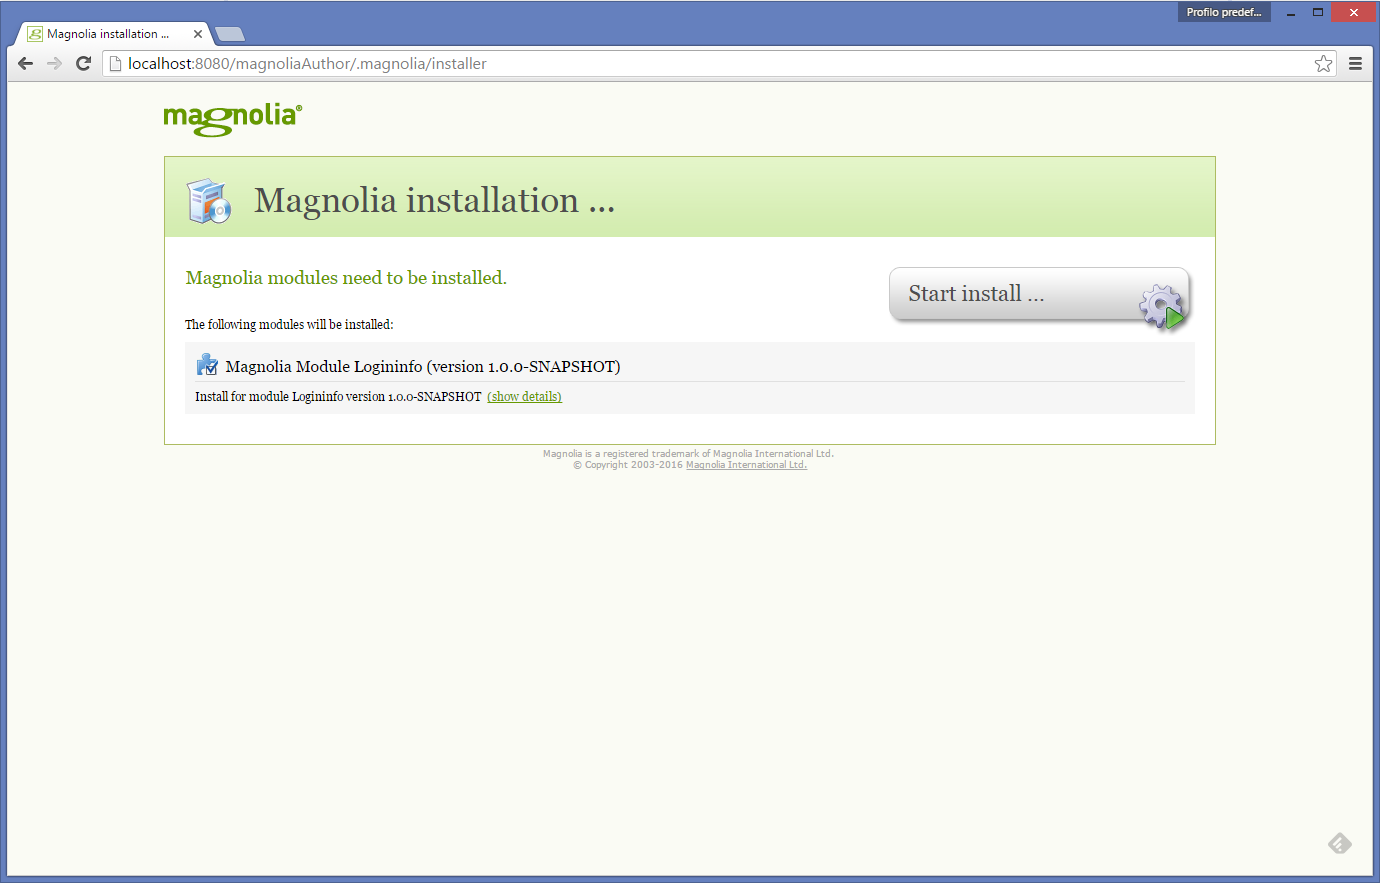 Profilo predef...
Magnolia installation ...
localhost:8080/magnoliaAuthor/.magnolia/installer
magnolia®
Magnolia installation ...
Magnolia modules need to be installed.
Start install ...
The following modules will be installed:
Magnolia Module Logininfo (version 1.0.0-SNAPSHOT)
Install for module Logininfo version 1.0.0-SNAPSHOT (show details)
Magnolia is a registered trademark of Magnolia International Ltd.
© Copyright 2003-2016 Magnolia International Ltd.